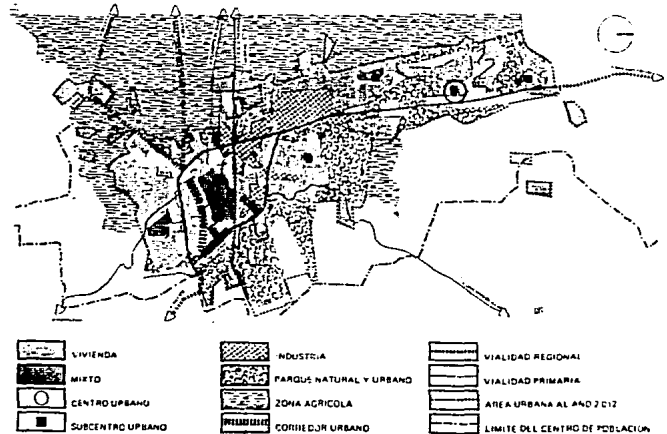 VIVIENDA
MIXTO
CENTRO URBANO
SUBCENTRO URBANO
INDUSTRIA
PARQUE NATURAL Y URBANO
ZONA AGRICOLA
CORREDOR URBANO
VIALIDAD REGIONAL
VIALIDAD PRIMARIA
AREA URBANA AL AÑO 2012
LIMITE DEL CENTRO DE POBLACION